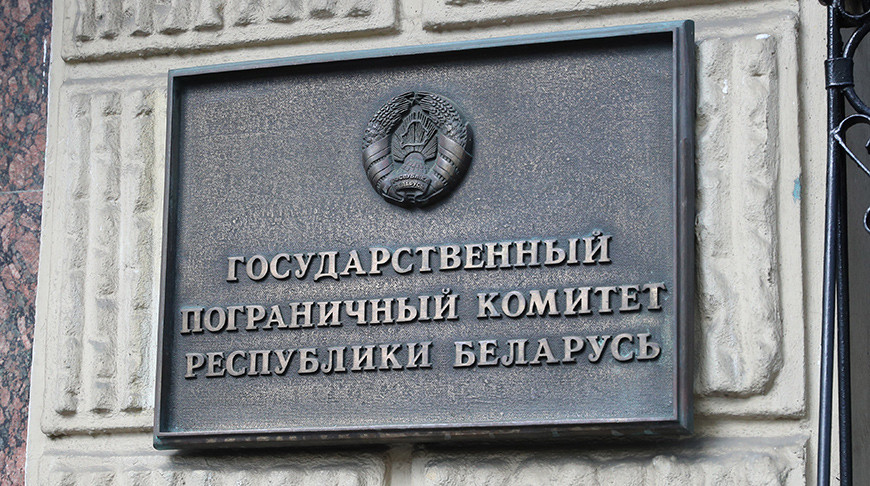 ГОСУДАРСТВЕННЫЙ
ПОГРАНИЧНЫЙ КОМИТЕТ
РЕСПУБЛИКИ БЕЛАРУСЬ